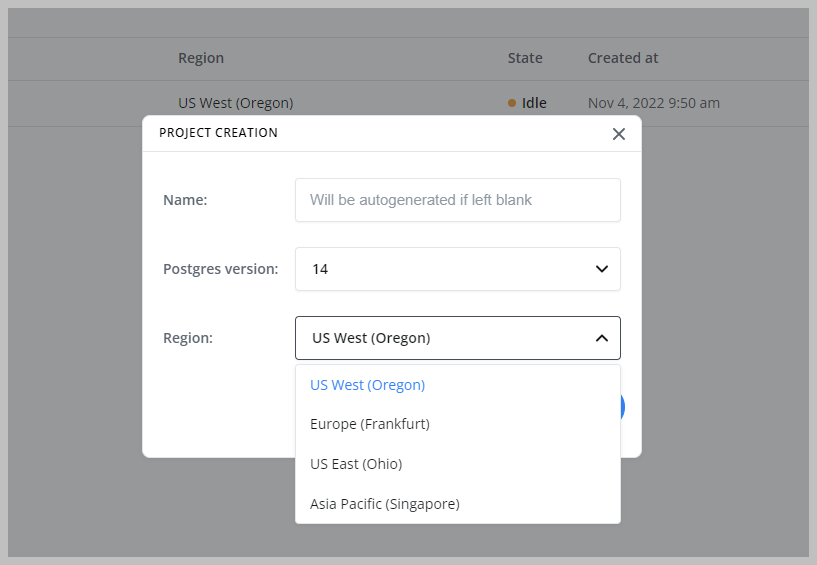 Region State Created at
US West (Oregon) Idle Nov 4, 2022 9:50 am
PROJECT CREATION
Name: Will be autogenerated if left blank
Postgres version: 14
Region: US West (Oregon)
US West (Oregon)
Europe (Frankfurt)
US East (Ohio)
Asia Pacific (Singapore)